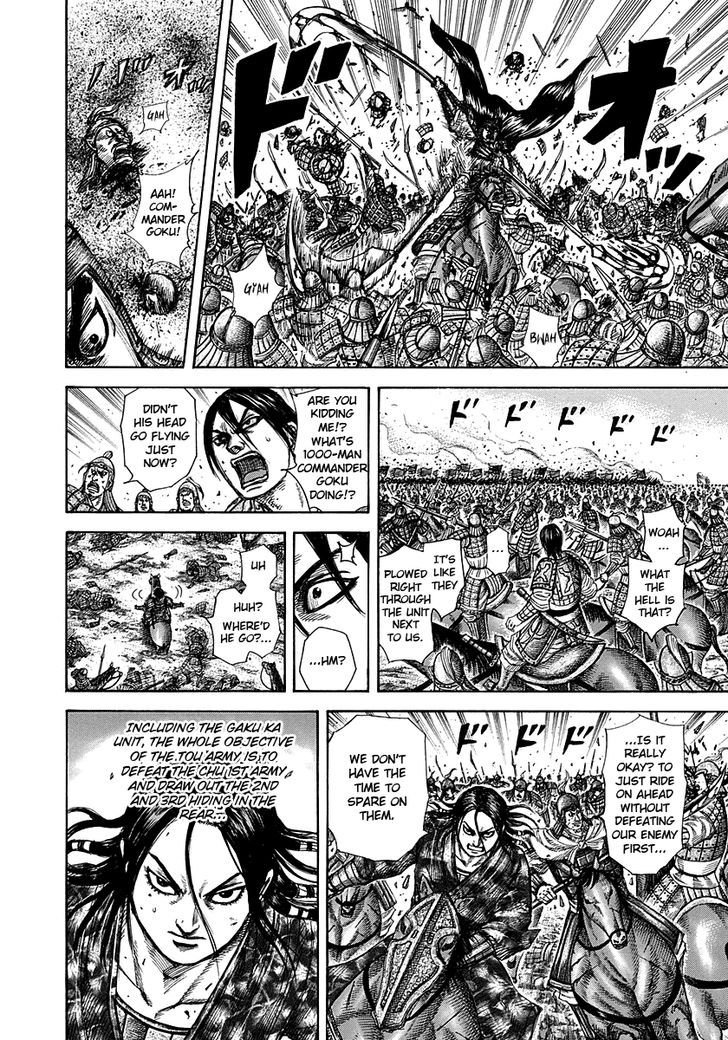 オ
ド
BWAH
GYAH
ドドッ
GYAH
AAH!
COM-
MANDER
GOKU!
ド
ド
ド
WOAH
...
WHAT
THE HELL
IS THAT?
...
IT'S
LIKE THEY
PLOWED
RIGHT
THROUGH
THE UNIT
NEXT
TO US.
ARE YOU
KIDDING
ME!?
WHAT'S
1000-MAN
COMMANDER
GOKU
DOING!?
DIDN'T
HIS HEAD
GO FLYING
JUST
NOW?
...HM?
UH
HUH?
WHERE'D
HE GO?...
ド
ド
ド
...IS IT
REALLY
OKAY? TO
JUST RIDE
ON AHEAD
WITHOUT
DEFEATING
OUR ENEMY
FIRST...
WE DON'T
HAVE THE
TIME TO
SPARE ON
THEM.
INCLUDING THE GAKU KA
UNIT, THE WHOLE OBJECTIVE
OF THE TOU ARMY IS TO
DEFEAT THE CHU 1ST ARMY
AND DRAW OUT THE 2ND
AND 3RD HIDING IN THE
REAR...